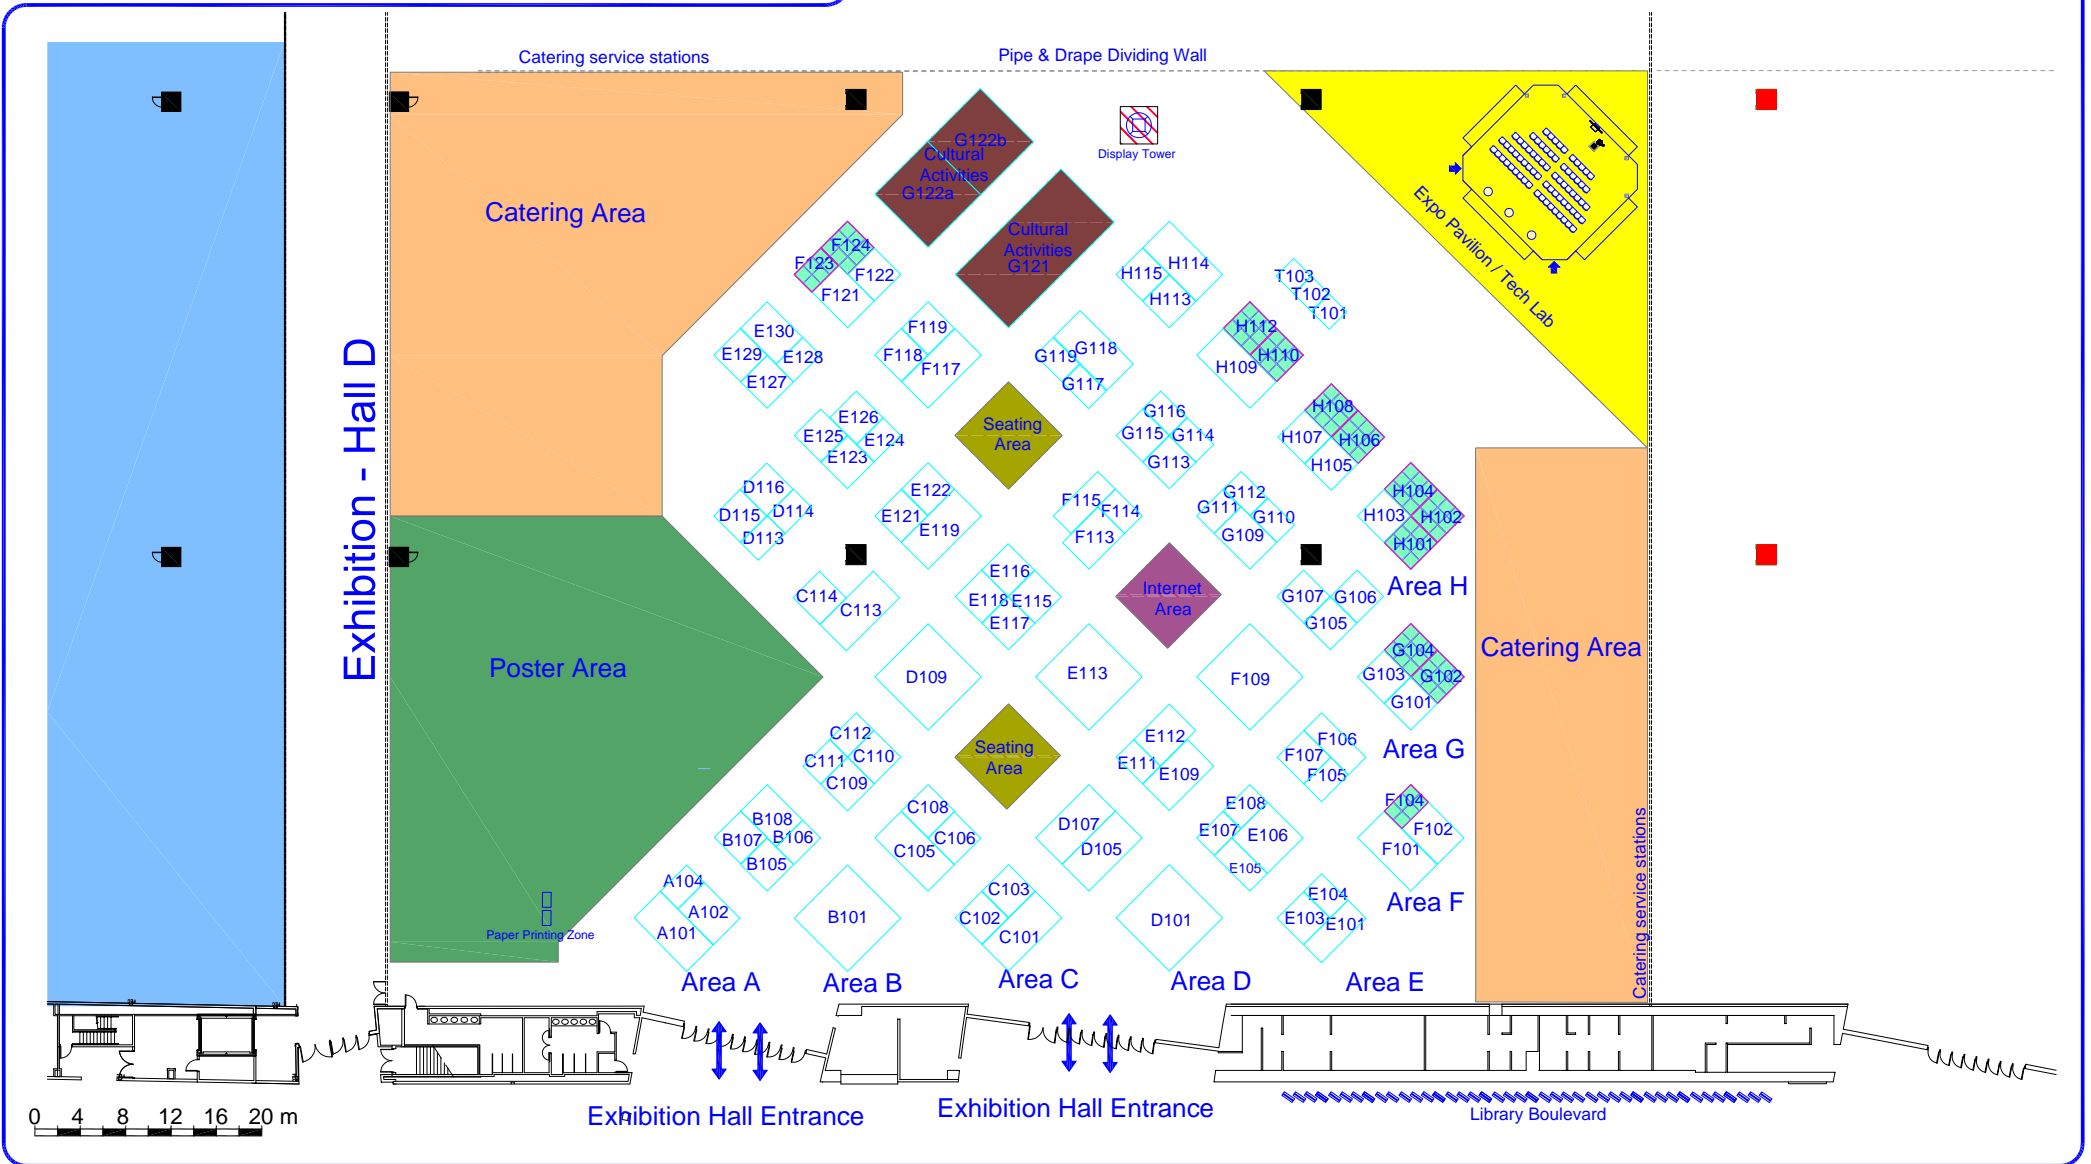 Catering service stations
Pipe & Drape Dividing Wall
Exhibition - Hall D
Catering Area
G122b
Cultural
Activities
G122a
Display Tower
Cultural
Activities
G121
Expo Pavilion / Tech Lab
F124
F123
F122
F121
H114
H115
H113
T103
T102
T101
E130
E129
E128
E127
F119
F118
F117
G119
G118
G117
H112
H110
H109
E126
E125
E124
E123
Seating
Area
G116
G115
G114
G113
H108
H107
H106
H105
D116
D115
D114
D113
E122
E121
E119
F115
F114
F113
G112
G111
G110
G109
H104
H103
H102
H101
Area H
C114
C113
E116
E118
E115
E117
Internet
Area
G107
G106
G105
Poster Area
D109
E113
F109
G104
G103
G102
G101
Area G
Catering Area
C112
C111
C110
C109
Seating
Area
E112
E111
E109
F106
F107
F105
B108
B107
B106
B105
C108
C106
C105
D107
D105
E108
E107
E106
E105
F104
F102
F101
Area F
Catering service stations
A104
A102
A101
B101
C103
C102
C101
D101
E104
E103
E101
Paper Printing Zone
Area A
Area B
Area C
Area D
Area E
0 4 8 12 16 20 m
Exhibition Hall Entrance
Exhibition Hall Entrance
Library Boulevard